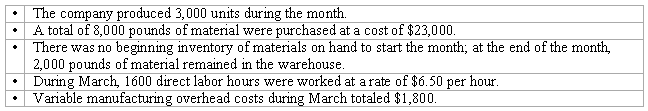 • The company produced 3,000 units during the month.
• A total of 8,000 pounds of material were purchased at a cost of $23,000.
• There was no beginning inventory of materials on hand to start the month; at the end of the month,
2,000 pounds of material remained in the warehouse.
• During March, 1600 direct labor hours were worked at a rate of $6.50 per hour.
• Variable manufacturing overhead costs during March totaled $1,800.